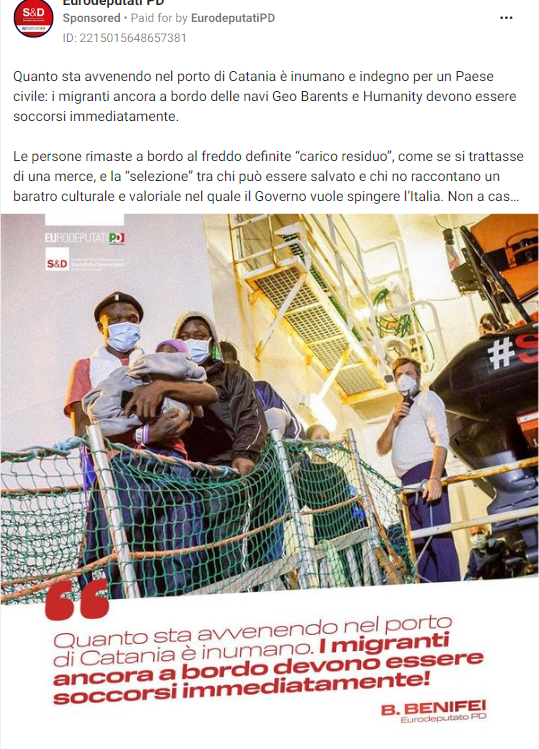 Eurodeputati PD
S&D
BENIFEI
Sponsored • Paid for by EurodeputatiPD
ID: 2215015648657381
Quanto sta avvenendo nel porto di Catania è inumano e indegno per un Paese
civile: i migranti ancora a bordo delle navi Geo Barents e Humanity devono essere
soccorsi immediatamente.
Le persone rimaste a bordo al freddo definite “carico residuo”, come se si trattasse
di una merce, e la “selezione” tra chi può essere salvato e chi no raccontano un
baratro culturale e valoriale nel quale il Governo vuole spingere l’Italia. Non a cas...
EURODEPUTATI PD
S&D
#S
“
Quanto sta avvenendo nel porto
di Catania è inumano. I migranti
ancora a bordo devono essere
soccorsi immediatamente!
B. BENIFEI
Eurodeputato PD